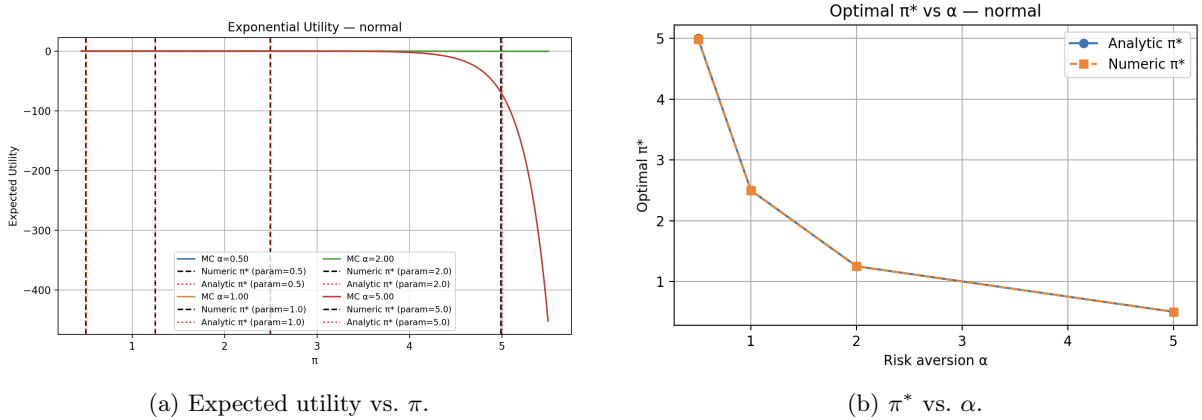 Exponential Utility — normal
Expected Utility
0
−100
−200
−300
−400
1
2
3
4
5
π
MC α=0.50
Numeric π* (param=0.5)
Analytic π* (param=0.5)
MC α=1.00
Numeric π* (param=1.0)
Analytic π* (param=1.0)
MC α=2.00
Numeric π* (param=2.0)
Analytic π* (param=2.0)
MC α=5.00
Numeric π* (param=5.0)
Analytic π* (param=5.0)
(a) Expected utility vs. π.
Optimal π* vs α — normal
Optimal π*
5
4
3
2
1
1
2
3
4
5
Risk aversion α
Analytic π*
Numeric π*
(b) π* vs. α.